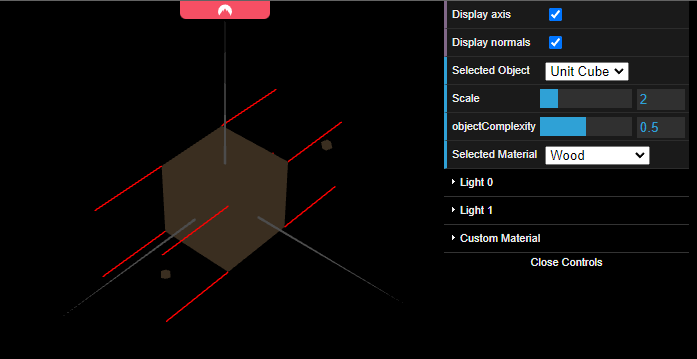 Display axis
Display normals
Selected Object Unit Cube
Scale 2
objectComplexity 0.5
Selected Material Wood
Light 0
Light 1
Custom Material
Close Controls